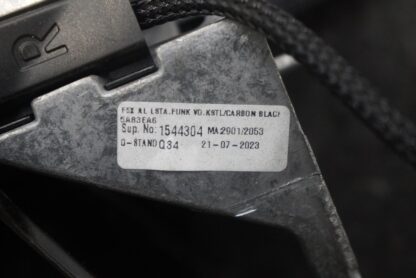 R
F5X AL LSTA.FUNK VO.KSTL/CARBON BLACK
5A83EA6
Sup. No: 1544304 MA:2901/2053
Q-STAND Q34 21-07-2023